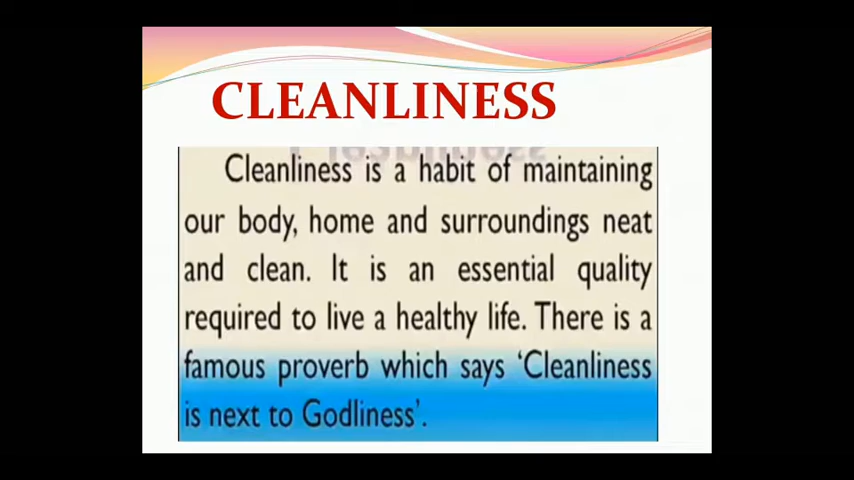 CLEANLINESS
Cleanliness is a habit of maintaining
our body, home and surroundings neat
and clean. It is an essential quality
required to live a healthy life. There is a
famous proverb which says ‘Cleanliness
is next to Godliness’.